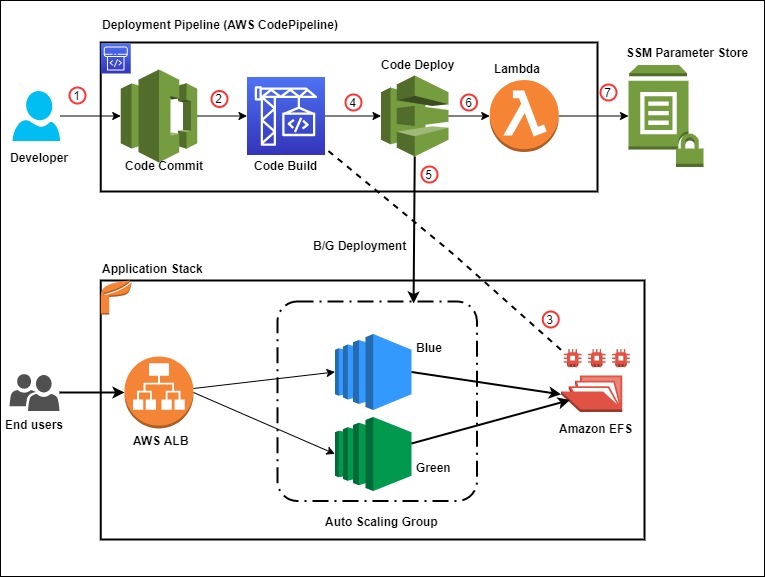 Deployment Pipeline (AWS CodePipeline)
SSM Parameter Store
Code Deploy
Lambda
1
2
4
6
7
Developer
Code Commit
Code Build
5
B/G Deployment
Application Stack
3
Blue
End users
AWS ALB
Amazon EFS
Green
Auto Scaling Group